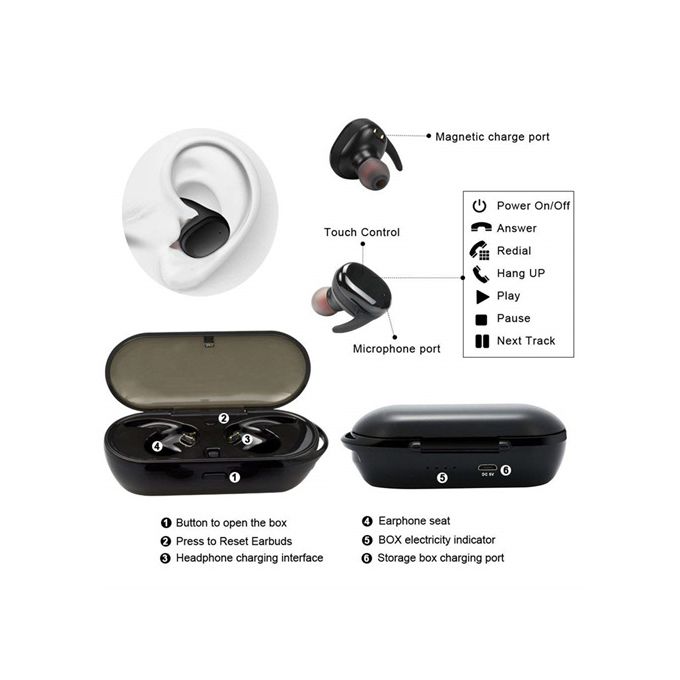 Magnetic charge port
Touch Control
Power On/Off
Answer
Redial
Hang UP
Play
Pause
Next Track
Microphone port
2
4
3
1
5
6
DC 5V
1 Button to open the box
2 Press to Reset Earbuds
3 Headphone charging interface
4 Earphone seat
5 BOX electricity indicator
6 Storage box charging port